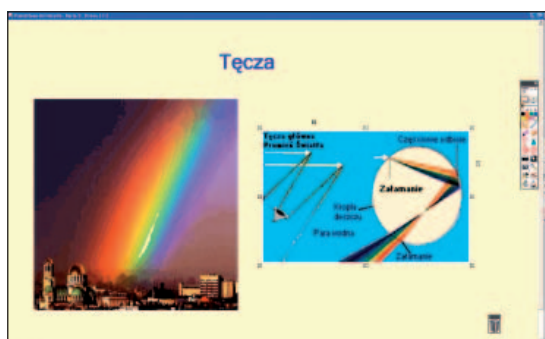 Tęcza
Tęcza główna
Promień Światła
Częściowe odbicie
Załamanie
Kropla
deszczu
Para wodna
Załamanie